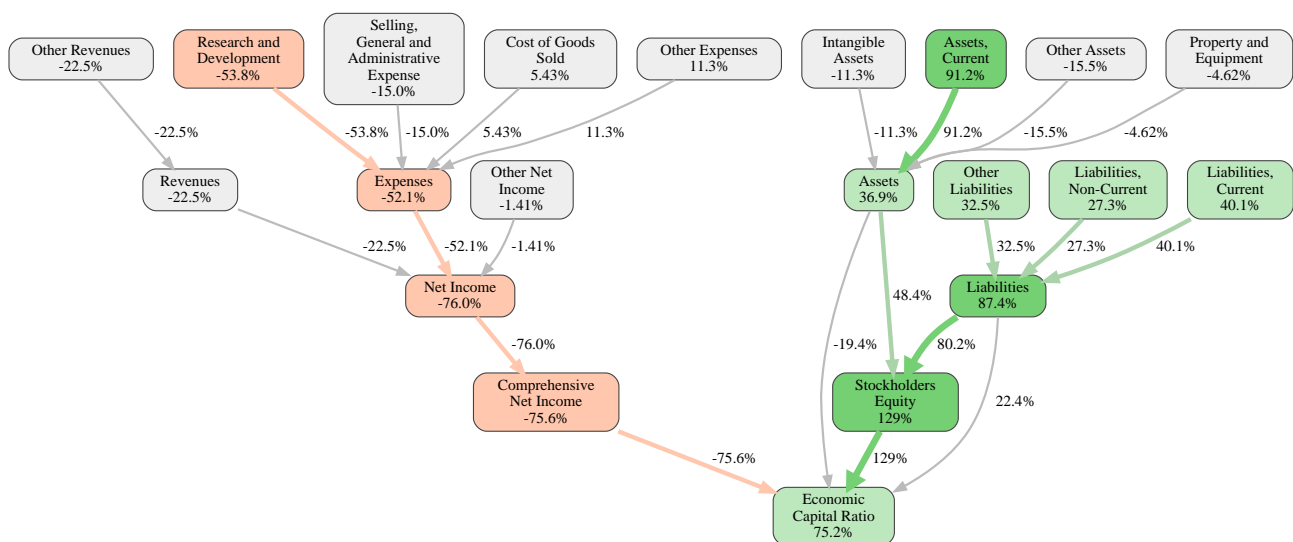 Other Revenues
-22.5%
Research and
Development
-53.8%
Selling,
General and
Administrative
Expense
-15.0%
Cost of Goods
Sold
5.43%
Other Expenses
11.3%
Intangible
Assets
-11.3%
Assets,
Current
91.2%
Other Assets
-15.5%
Property and
Equipment
-4.62%
-22.5%
-53.8%
-15.0%
5.43%
11.3%
-11.3%
91.2%
-15.5%
-4.62%
Revenues
-22.5%
Expenses
-52.1%
Other Net
Income
-1.41%
Assets
36.9%
Other
Liabilities
32.5%
Liabilities,
Non-Current
27.3%
Liabilities,
Current
40.1%
-22.5%
-52.1%
-1.41%
32.5%
27.3%
40.1%
Net Income
-76.0%
48.4%
Liabilities
87.4%
-76.0%
-19.4%
80.2%
Comprehensive
Net Income
-75.6%
Stockholders
Equity
129%
22.4%
-75.6%
129%
Economic
Capital Ratio
75.2%